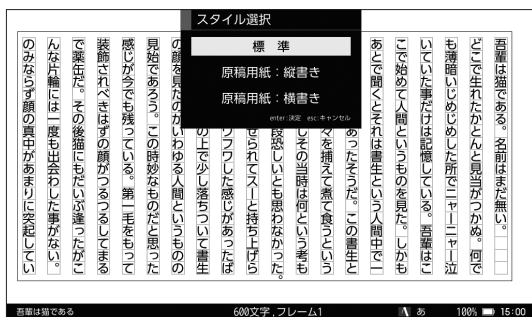 スタイル選択
標 準
原稿用紙：縦書き
原稿用紙：横書き
enter:決定 esc:キャンセル
吾輩は猫である。名前はまだ無い。
どこで生れたかとんと見当がつかぬ。何で
も薄暗いじめじめした所でニャーニャー泣
いていた事だけは記憶している。吾輩はこ
こで始めて人間というものを見た。しかも
あとで聞くとそれは書生という人間中で一
あったそうだ。この書生と
々を捕えて煮て食うという
しその当時は何という考も
段恐しいとも思わなかった。
せられてスーと持ち上げら
ワフワした感じがあったば
の上で少し落ちついて書生
の顔を見たのがいわゆる人間というものの
見始であろう。この時妙なものだと思った
感じが今でも残っている。第一毛をもって
装飾されべきはずの顔がつるつるしてまる
で薬缶だ。その後猫にもだいぶ逢ったがこ
んな片輪には一度も出会わした事がない。
のみならず顔の真中があまりに突起してい
吾輩は猫である 600文字,フレーム1 A あ 100% 15:00